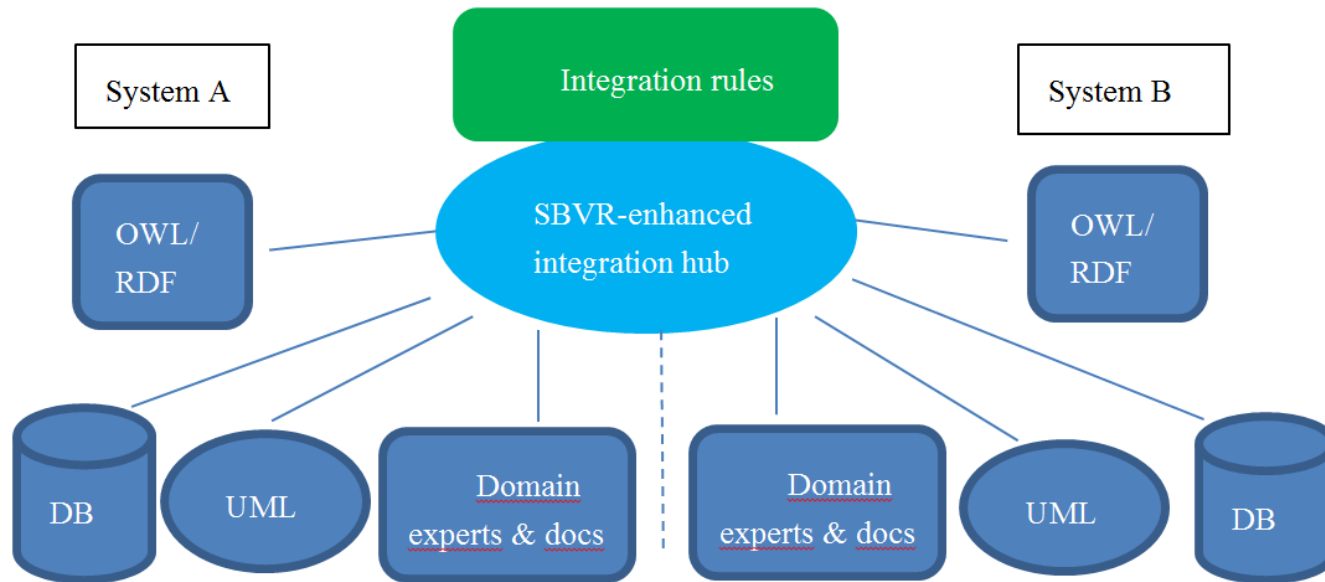 Integration rules
System A
System B
SBVR-enhanced
integration hub
OWL/
RDF
OWL/
RDF
DB
UML
Domain
experts & docs
Domain
experts & docs
UML
DB